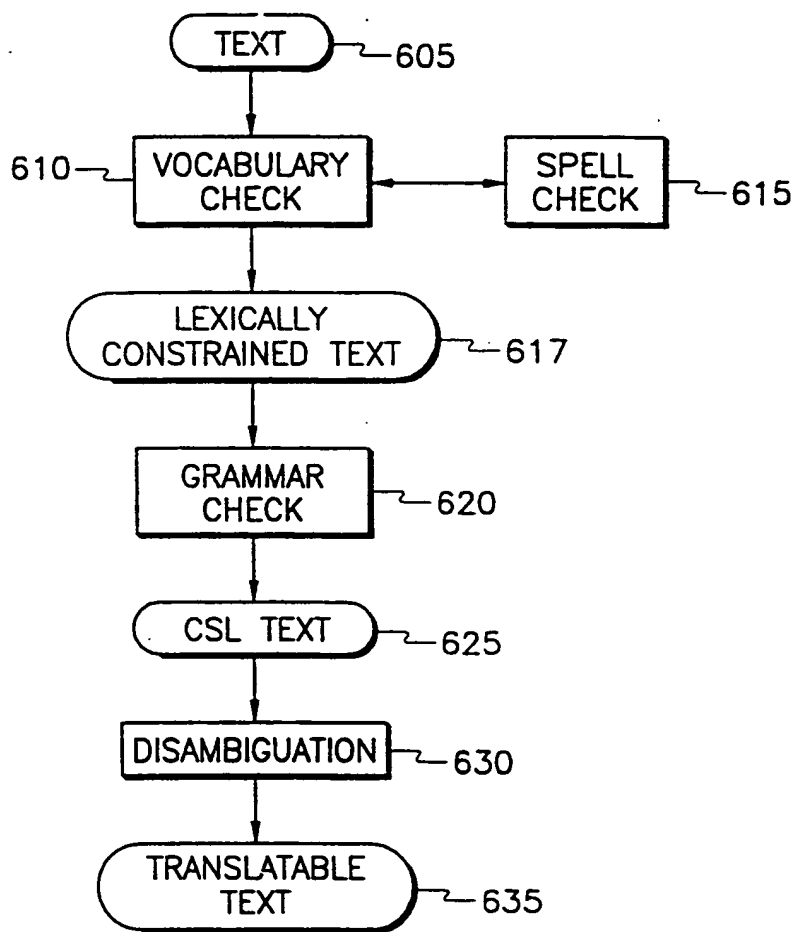 TEXT
605
610
VOCABULARY
CHECK
SPELL
CHECK
615
LEXICALLY
CONSTRAINED TEXT
617
GRAMMAR
CHECK
620
CSL TEXT
625
DISAMBIGUATION
630
TRANSLATABLE
TEXT
635